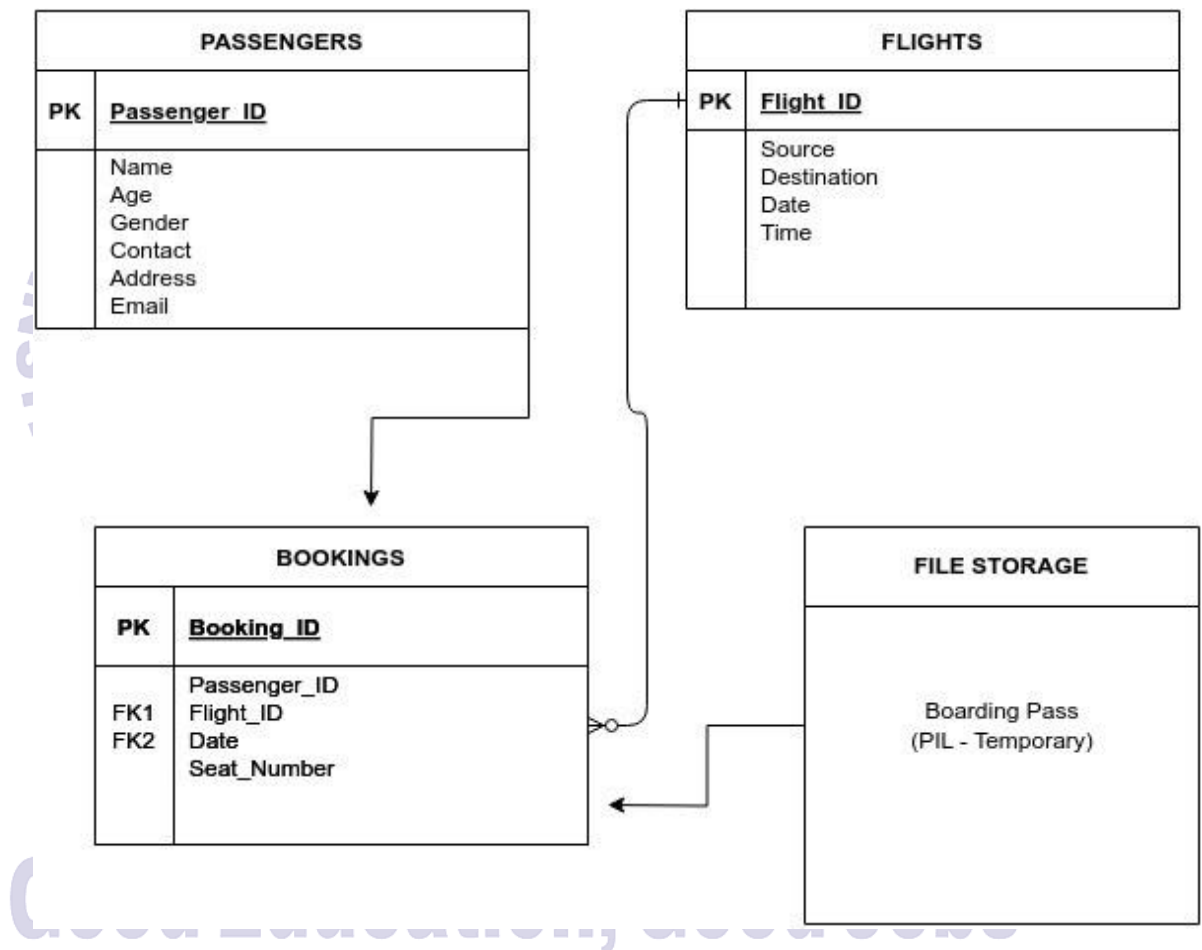 PASSENGERS
PK Passenger_ID
Name
Age
Gender
Contact
Address
Email
FLIGHTS
PK Flight_ID
Source
Destination
Date
Time
BOOKINGS
PK Booking_ID
Passenger_ID
FK1 Flight_ID
FK2 Date
Seat_Number
FILE STORAGE
Boarding Pass
(PIL - Temporary)